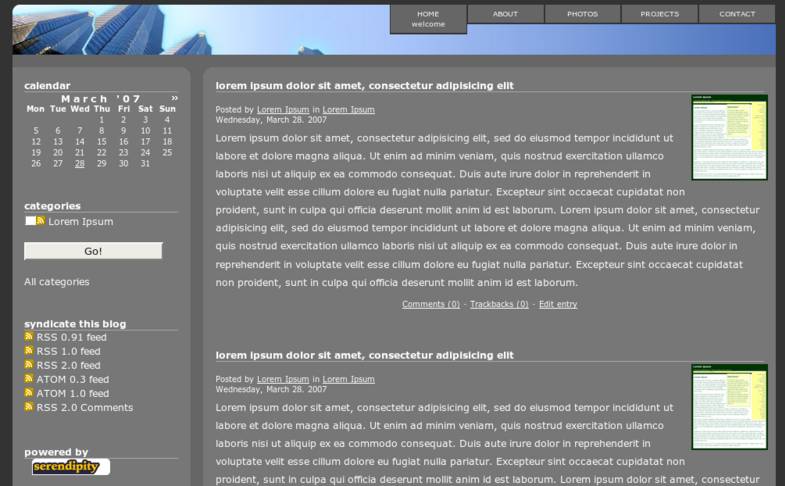 HOME
welcome
ABOUT
PHOTOS
PROJECTS
CONTACT
calendar
March '07 »
Mon Tue Wed Thu Fri Sat Sun
1 2 3 4
5 6 7 8 9 10 11
12 13 14 15 16 17 18
19 20 21 22 23 24 25
26 27 28 29 30 31
categories
Lorem Ipsum
Go!
All categories
syndicate this blog
RSS 0.91 feed
RSS 1.0 feed
RSS 2.0 feed
ATOM 0.3 feed
ATOM 1.0 feed
RSS 2.0 Comments
powered by
serendipity
lorem ipsum dolor sit amet, consectetur adipisicing elit
Posted by Lorem Ipsum in Lorem Ipsum
Wednesday, March 28. 2007
Lorem ipsum dolor sit amet, consectetur adipisicing elit, sed do eiusmod tempor incididunt ut
labore et dolore magna aliqua. Ut enim ad minim veniam, quis nostrud exercitation ullamco
laboris nisi ut aliquip ex ea commodo consequat. Duis aute irure dolor in reprehenderit in
voluptate velit esse cillum dolore eu fugiat nulla pariatur. Excepteur sint occaecat cupidatat non
proident, sunt in culpa qui officia deserunt mollit anim id est laborum. Lorem ipsum dolor sit amet, consectetur
adipisicing elit, sed do eiusmod tempor incididunt ut labore et dolore magna aliqua. Ut enim ad minim veniam,
quis nostrud exercitation ullamco laboris nisi ut aliquip ex ea commodo consequat. Duis aute irure dolor in
reprehenderit in voluptate velit esse cillum dolore eu fugiat nulla pariatur. Excepteur sint occaecat cupidatat
non proident, sunt in culpa qui officia deserunt mollit anim id est laborum.
Comments (0) - Trackbacks (0) - Edit entry
lorem ipsum dolor sit amet, consectetur adipisicing elit
Posted by Lorem Ipsum in Lorem Ipsum
Wednesday, March 28. 2007
Lorem ipsum dolor sit amet, consectetur adipisicing elit, sed do eiusmod tempor incididunt ut
labore et dolore magna aliqua. Ut enim ad minim veniam, quis nostrud exercitation ullamco
laboris nisi ut aliquip ex ea commodo consequat. Duis aute irure dolor in reprehenderit in
voluptate velit esse cillum dolore eu fugiat nulla pariatur. Excepteur sint occaecat cupidatat non
proident, sunt in culpa qui officia deserunt mollit anim id est laborum. Lorem ipsum dolor sit amet, consectetur